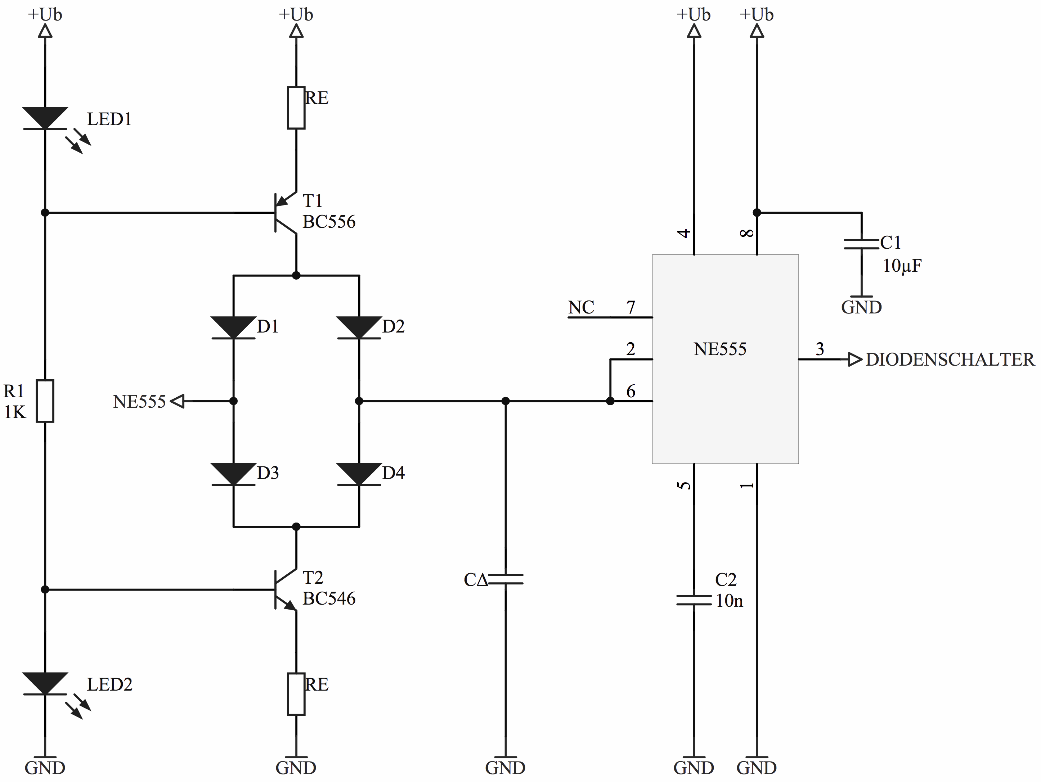 +Ub
+Ub
+Ub
+Ub
RE
LED1
T1
BC556
4
8
C1
10µF
GND
NC
7
D1
D2
2
NE555
3
DIODENSCHALTER
R1
1K
NE555
6
D3
D4
5
1
T2
BC546
CΔ
C2
10n
LED2
RE
GND
GND
GND
GND
GND